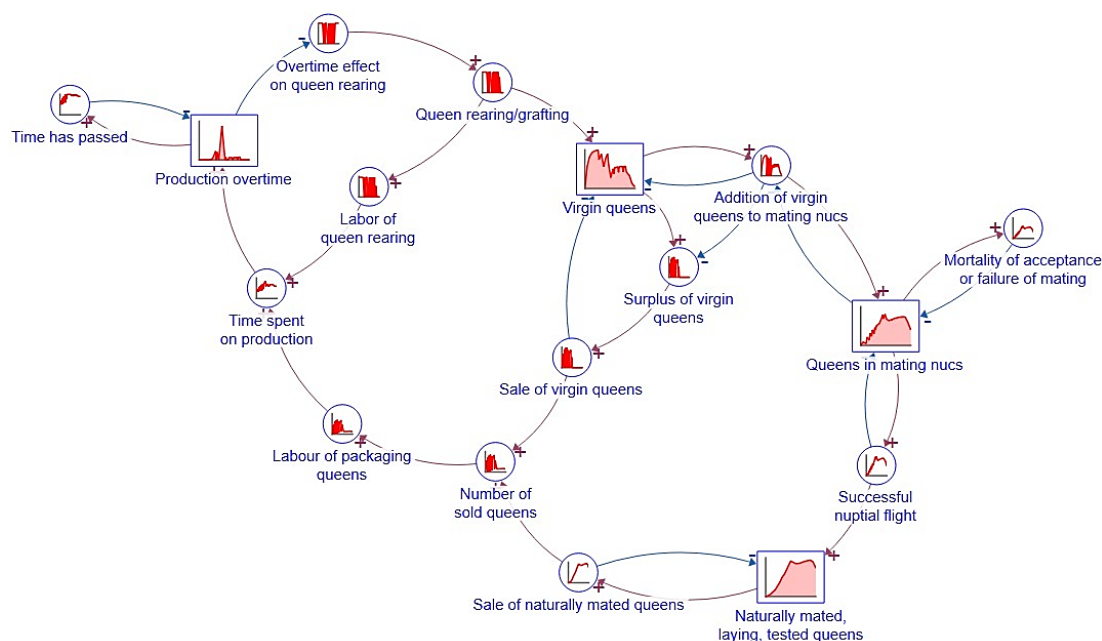 Overtime effect
on queen rearing
Queen rearing/grafting
Time has passed
Production overtime
Labor of
queen rearing
Virgin queens
Addition of virgin
queens to mating nucs
Mortality of acceptance
or failure of mating
Surplus of virgin
queens
Time spent
on production
Queens in mating nucs
Sale of virgin queens
Labour of packaging
queens
Number of
sold queens
Successful
nuptial flight
Sale of naturally mated queens
Naturally mated,
laying, tested queens